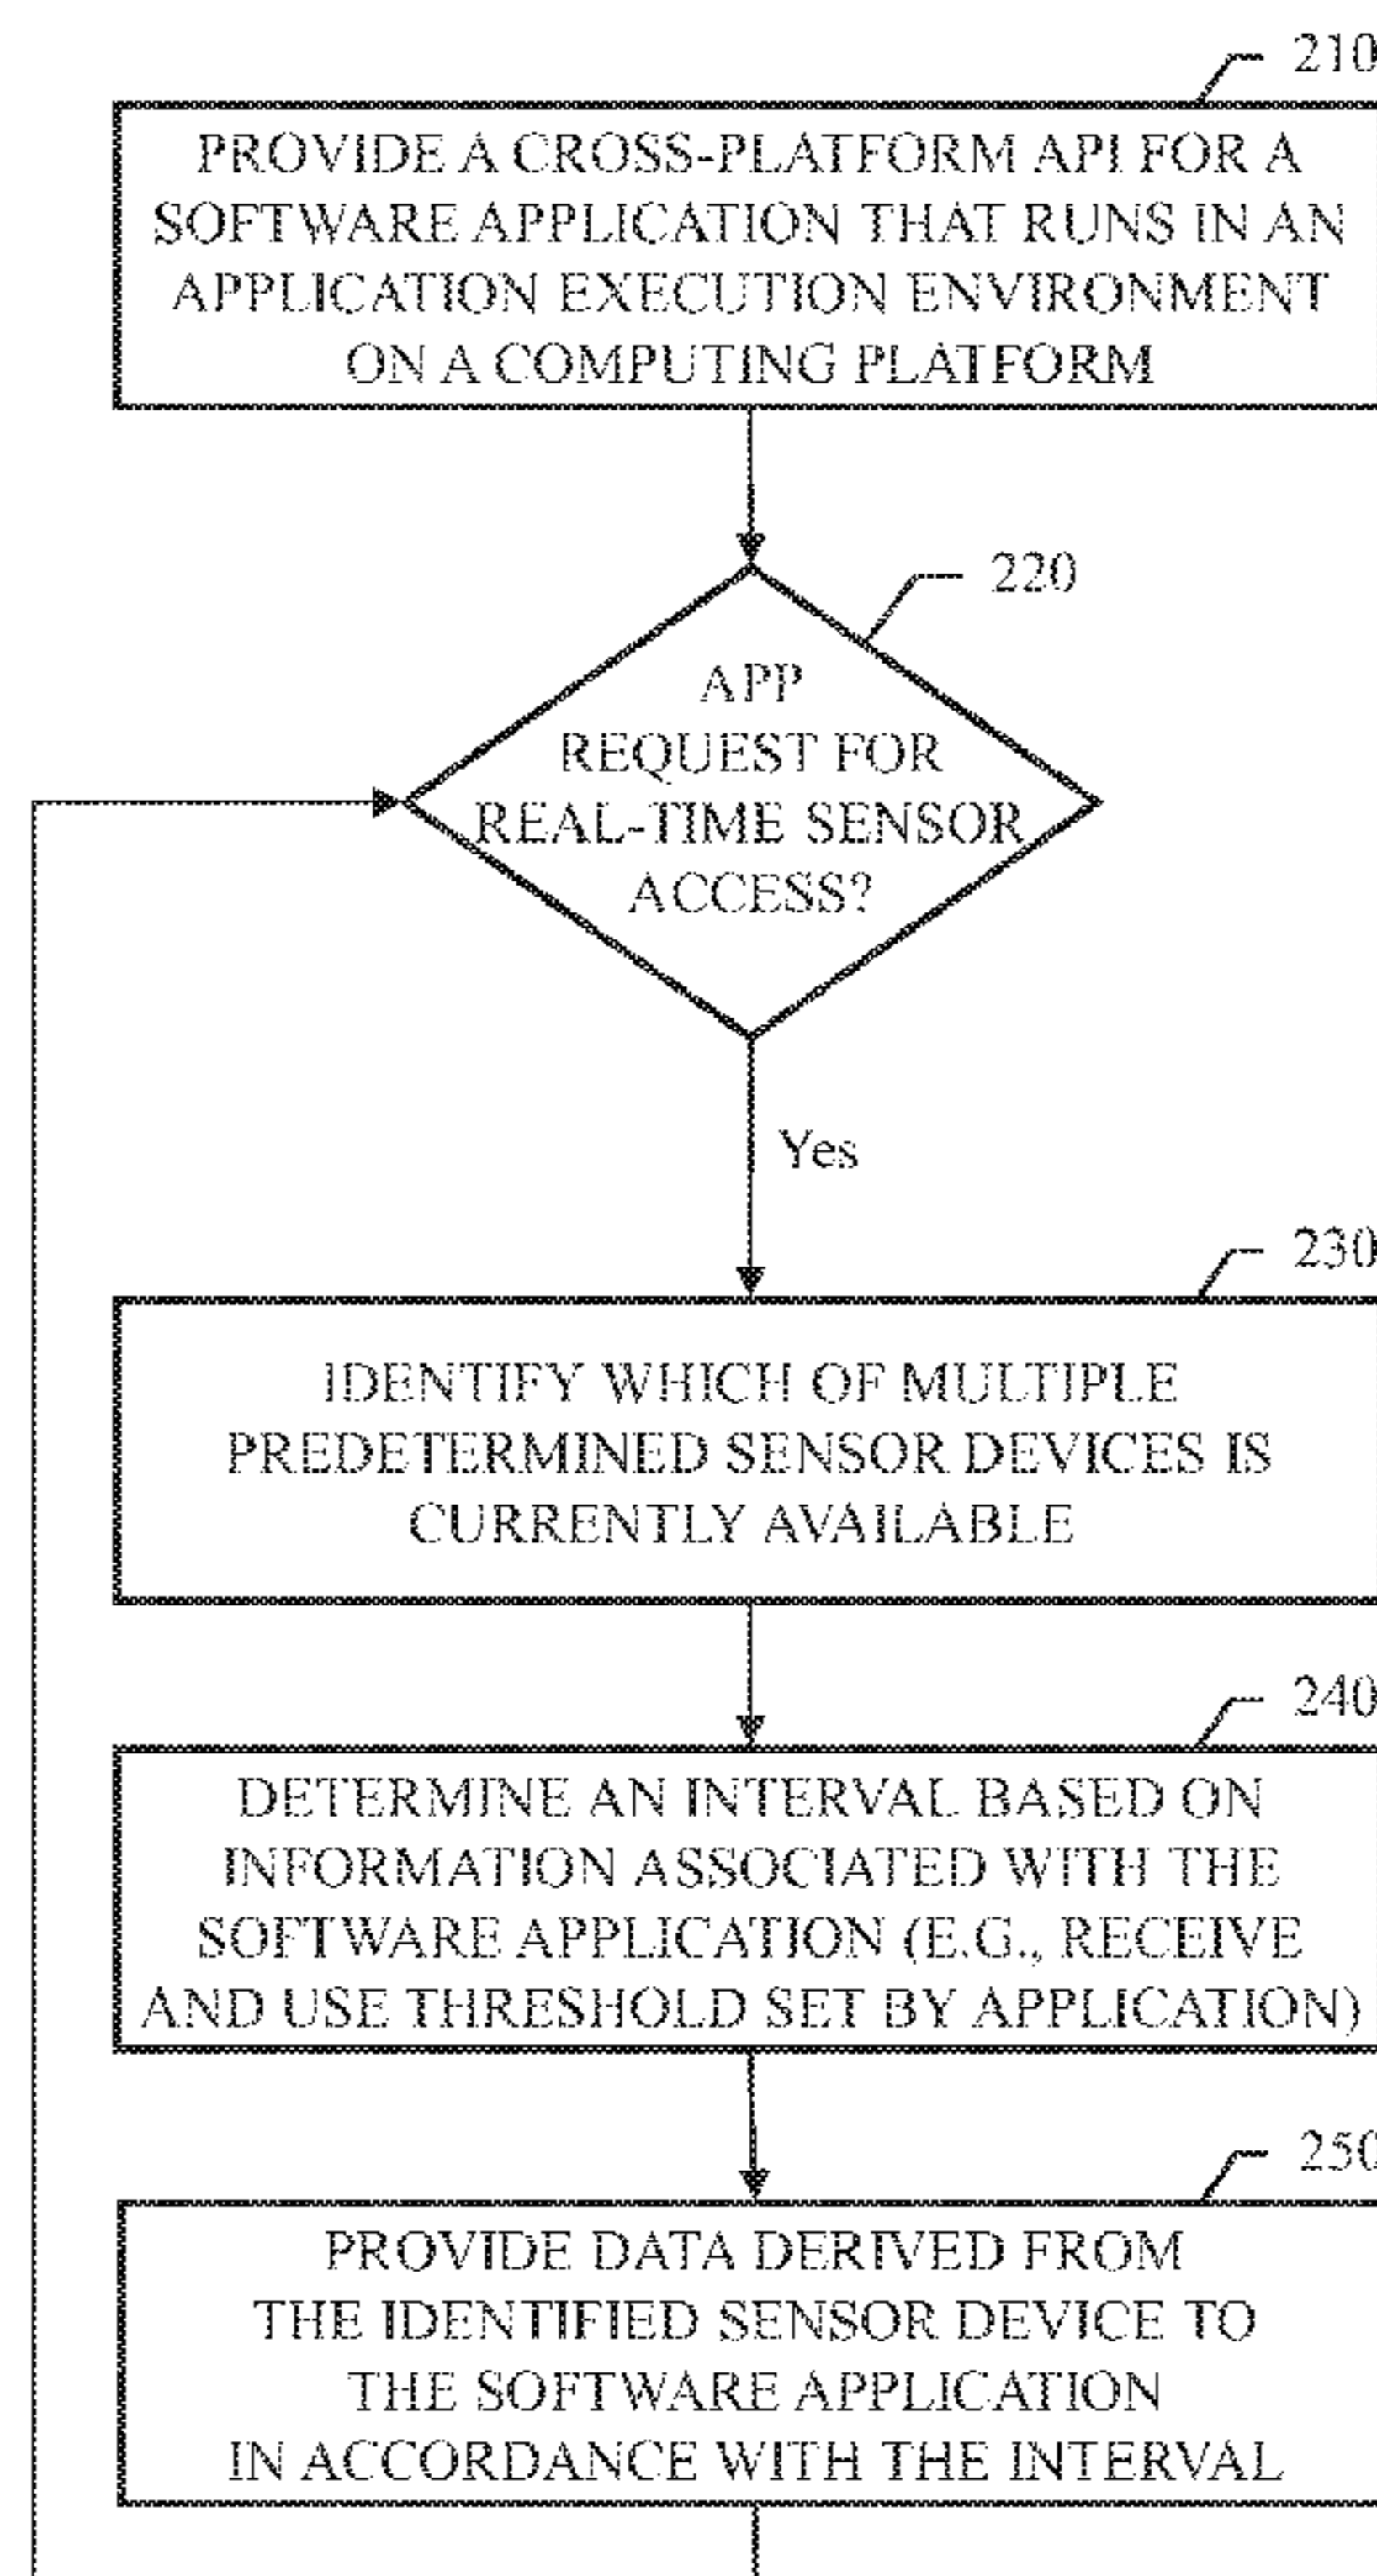 210
PROVIDE A CROSS-PLATFORM API FOR A
SOFTWARE APPLICATION THAT RUNS IN AN
APPLICATION EXECUTION ENVIRONMENT
ON A COMPUTING PLATFORM
220
APP
REQUEST FOR
REAL-TIME SENSOR
ACCESS?
Yes
230
IDENTIFY WHICH OF MULTIPLE
PREDETERMINED SENSOR DEVICES IS
CURRENTLY AVAILABLE
240
DETERMINE AN INTERVAL BASED ON
INFORMATION ASSOCIATED WITH THE
SOFTWARE APPLICATION (E.G., RECEIVE
AND USE THRESHOLD SET BY APPLICATION)
250
PROVIDE DATA DERIVED FROM
THE IDENTIFIED SENSOR DEVICE TO
THE SOFTWARE APPLICATION
IN ACCORDANCE WITH THE INTERVAL